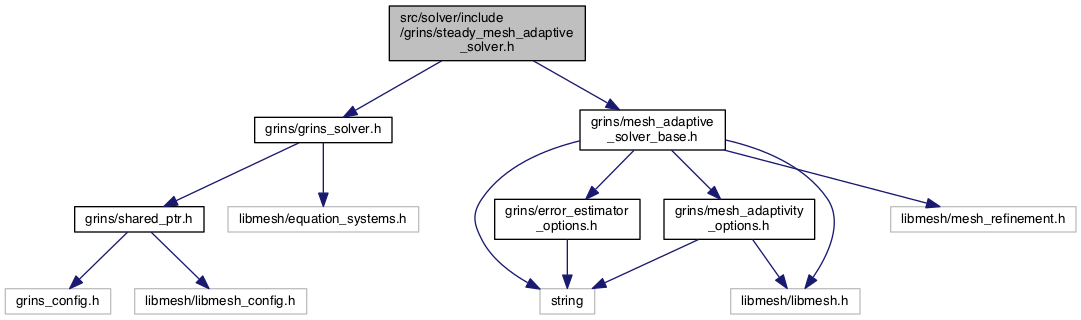 src/solver/include
/grins/steady_mesh_adaptive
_solver.h
grins/grins_solver.h
grins/mesh_adaptive
_solver_base.h
grins/shared_ptr.h
libmesh/equation_systems.h
grins/error_estimator
_options.h
grins/mesh_adaptivity
_options.h
libmesh/mesh_refinement.h
grins_config.h
libmesh/libmesh_config.h
string
libmesh/libmesh.h